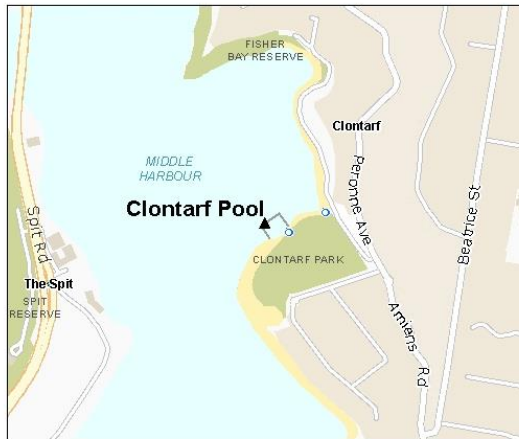 FISHER
BAY RESERVE
Clontarf
MIDDLE
HARBOUR
Clontarf Pool
Peronne Ave
Beatrice St
Spit Rd
CLONTARF PARK
The Spit
SPIT
RESERVE
Amiens Rd